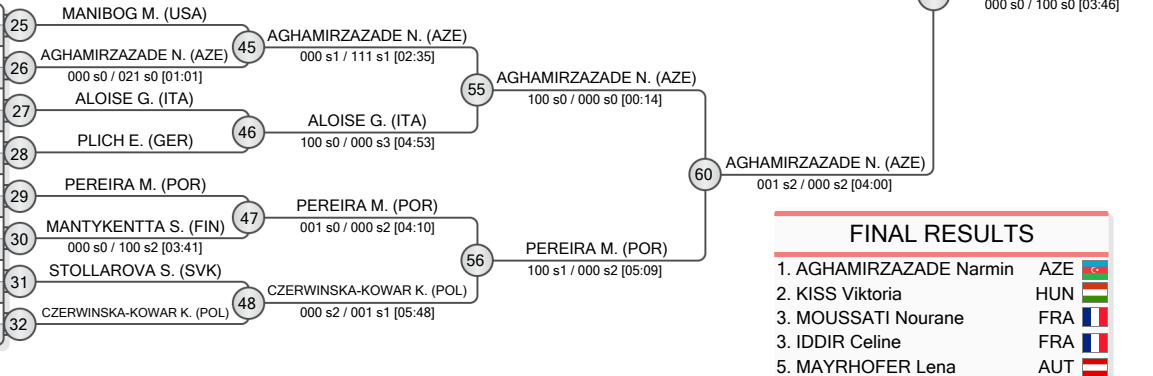 000 s0 / 100 s0 [03:46]
25
MANIBOG M. (USA)
45
AGHAMIRZAZADE N. (AZE)
000 s1 / 111 s1 [02:35]
26
AGHAMIRZAZADE N. (AZE)
000 s0 / 021 s0 [01:01]
55
AGHAMIRZAZADE N. (AZE)
100 s0 / 000 s0 [00:14]
27
ALOISE G. (ITA)
46
ALOISE G. (ITA)
100 s0 / 000 s3 [04:53]
28
PLICH E. (GER)
60
AGHAMIRZAZADE N. (AZE)
001 s2 / 000 s2 [04:00]
29
PEREIRA M. (POR)
47
PEREIRA M. (POR)
001 s0 / 000 s2 [04:10]
30
MANTYKENTTA S. (FIN)
000 s0 / 100 s2 [03:41]
56
PEREIRA M. (POR)
100 s1 / 000 s2 [05:09]
31
STOLLAROVA S. (SVK)
48
CZERWINSKA-KOWAR K. (POL)
000 s2 / 001 s1 [05:48]
32
CZERWINSKA-KOWAR K. (POL)
FINAL RESULTS
1. AGHAMIRZAZADE Narmin AZE
2. KISS Viktoria HUN
3. MOUSSATI Nourane FRA
3. IDDIR Celine FRA
5. MAYRHOFER Lena AUT